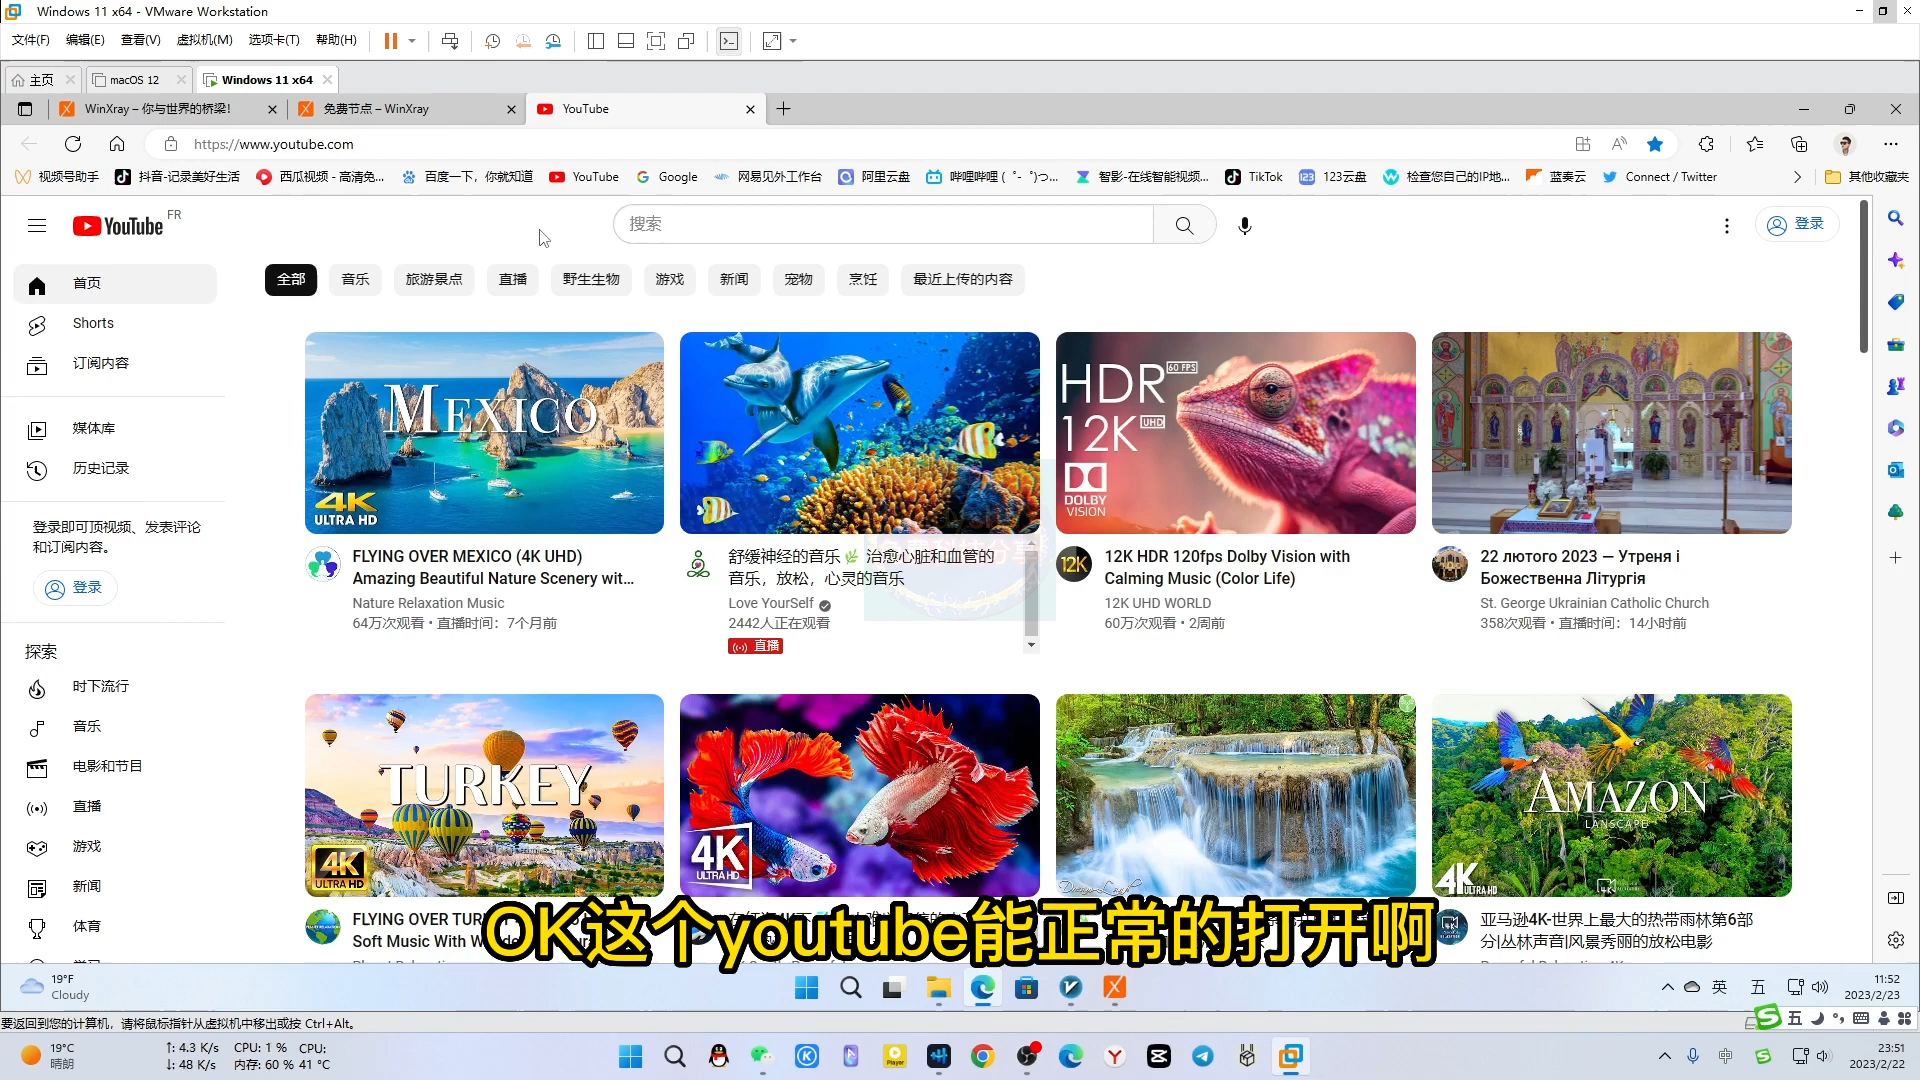 Windows 11 x64 - VMware Workstation
文件(F) 编辑(E) 查看(V) 虚拟机(M) 选项卡(T) 帮助(H)
主页 macOS 12 Windows 11 x64
WinXray – 你与世界的桥梁! 免费节点 – WinXray YouTube
https://www.youtube.com
视频号助手 抖音-记录美好生活 西瓜视频 - 高清免... 百度一下，你就知道 YouTube Google 网易见外工作台 阿里云盘 哔哩哔哩 ( ゜- ゜)つ... 智影-在线智能视频... TikTok 123云盘 检查您自己的IP地... 蓝奏云 Connect / Twitter 其他收藏夹
YouTube FR
搜索
登录
全部 音乐 旅游景点 直播 野生生物 游戏 新闻 宠物 烹饪 最近上传的内容
首页
Shorts
订阅内容
媒体库
历史记录
登录即可顶视频、发表评论
和订阅内容。
登录
探索
时下流行
音乐
电影和节目
直播
游戏
新闻
体育
MEXICO
4K
ULTRA HD
HDR 60 FPS
12K UHD
DOLBY
VISION
FLYING OVER MEXICO (4K UHD)
Amazing Beautiful Nature Scenery wit...
Nature Relaxation Music
64万次观看 • 直播时间：7个月前
舒缓神经的音乐🌿 治愈心脏和血管的
音乐，放松，心灵的音乐
Love YourSelf
2442人正在观看
直播
12K
12K HDR 120fps Dolby Vision with
Calming Music (Color Life)
12K UHD WORLD
60万次观看 • 2周前
22 лютого 2023 — Утреня і
Божественна Літургія
St. George Ukrainian Catholic Church
358次观看 • 直播时间：14小时前
TURKEY
4K
ULTRA HD
4K
ULTRA HD
AMAZON
LANSCAPE
4K ULTRA HD
FLYING OVER TUR
Soft Music With W
亚马逊4K-世界上最大的热带雨林第6部
分|丛林声音|风景秀丽的放松电影
OK这个youtube能正常的打开啊
19°F
Cloudy
英 五
11:52
2023/2/23
要返回到您的计算机，请将鼠标指针从虚拟机中移出或按 Ctrl+Alt。
五
19°C
晴朗
↑: 4.3 K/s CPU: 1 % CPU:
↓: 48 K/s 内存: 60 % 41 °C
中
23:51
2023/2/22